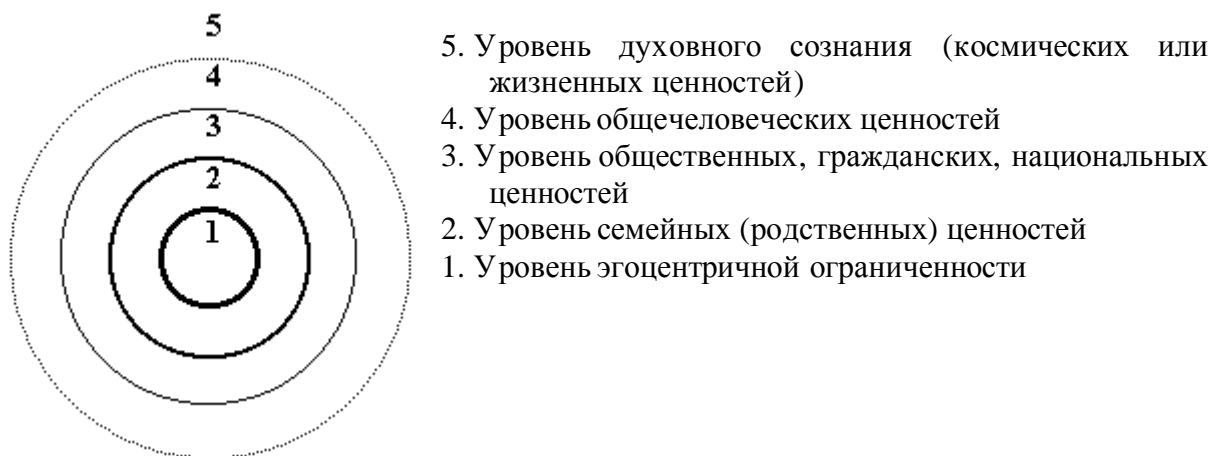 5
4
3
2
1
5. Уровень духовного сознания (космических или
жизненных ценностей)
4. Уровень общечеловеческих ценностей
3. Уровень общественных, гражданских, национальных
ценностей
2. Уровень семейных (родственных) ценностей
1. Уровень эгоцентричной ограниченности